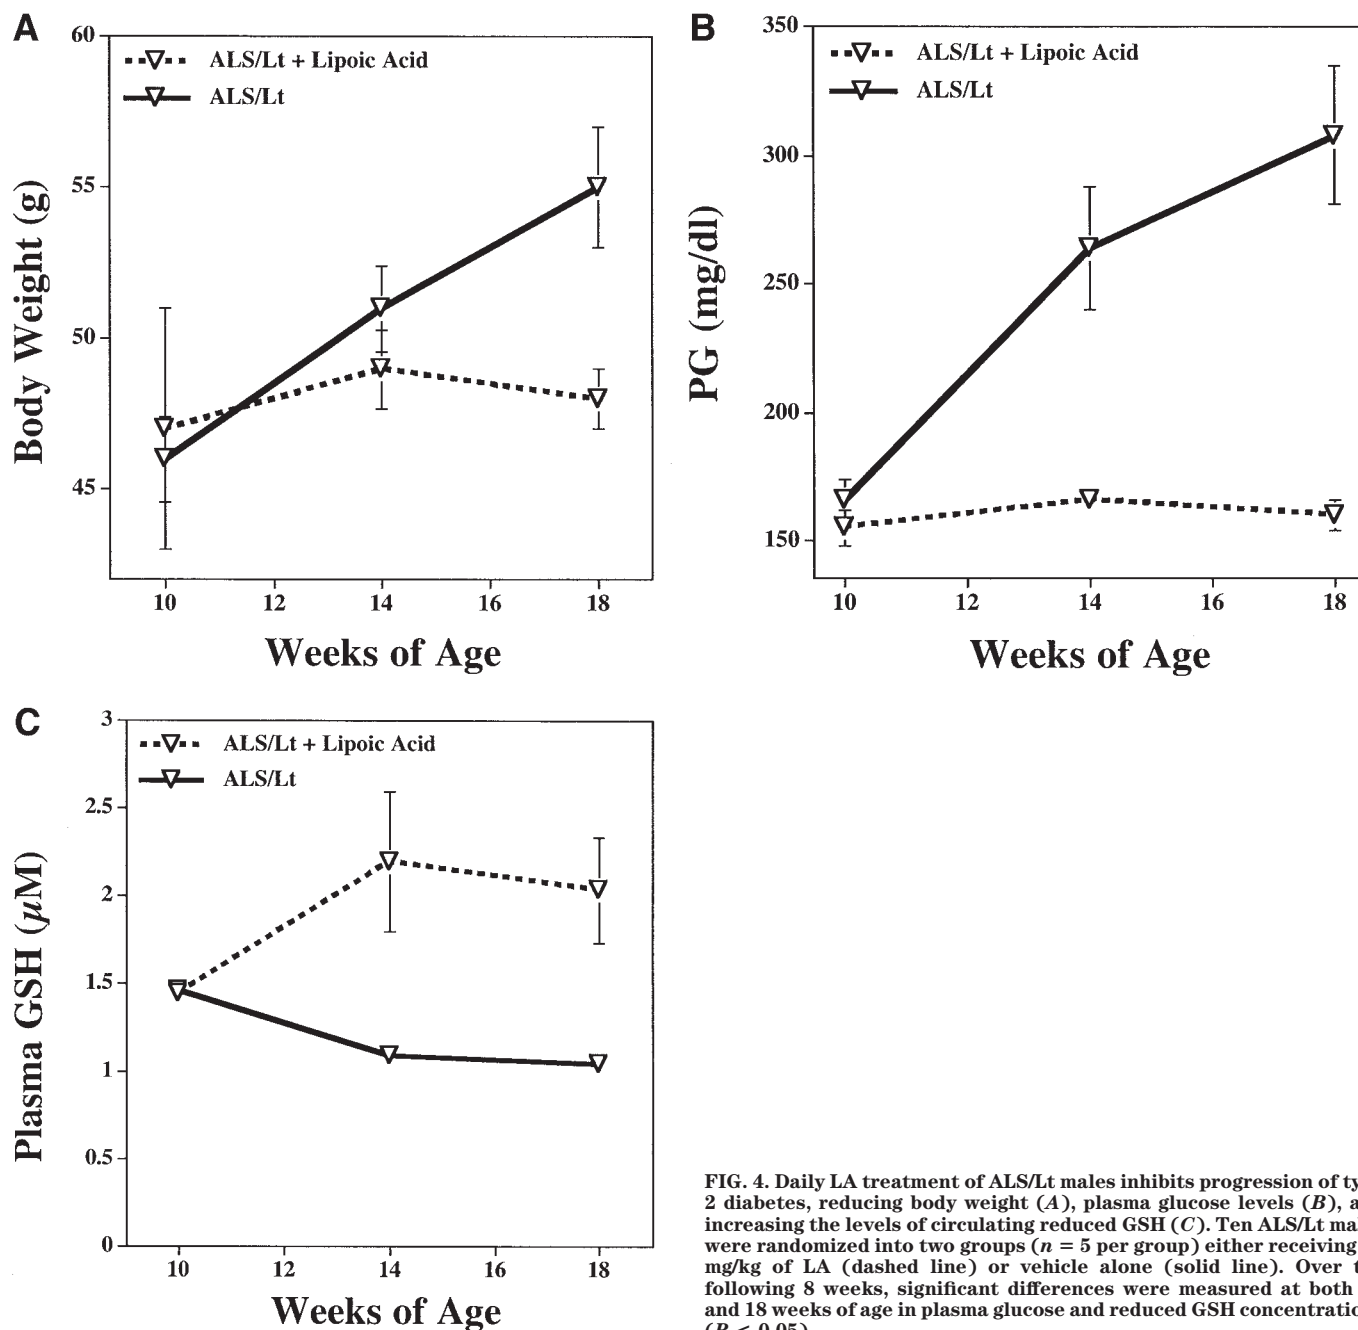 A
60
55
50
45
Body Weight (g)
ALS/Lt + Lipoic Acid
ALS/Lt
10 12 14 16 18
Weeks of Age
B
350
300
250
200
150
PG (mg/dl)
ALS/Lt + Lipoic Acid
ALS/Lt
10 12 14 16 18
Weeks of Age
C
3
2.5
2
1.5
1
0.5
0
Plasma GSH (µM)
ALS/Lt + Lipoic Acid
ALS/Lt
10 12 14 16 18
Weeks of Age
FIG. 4. Daily LA treatment of ALS/Lt males inhibits progression of ty
2 diabetes, reducing body weight (A), plasma glucose levels (B), a
increasing the levels of circulating reduced GSH (C). Ten ALS/Lt ma
were randomized into two groups (n = 5 per group) either receiving
mg/kg of LA (dashed line) or vehicle alone (solid line). Over t
following 8 weeks, significant differences were measured at both
and 18 weeks of age in plasma glucose and reduced GSH concentratio
(P < 0.05)